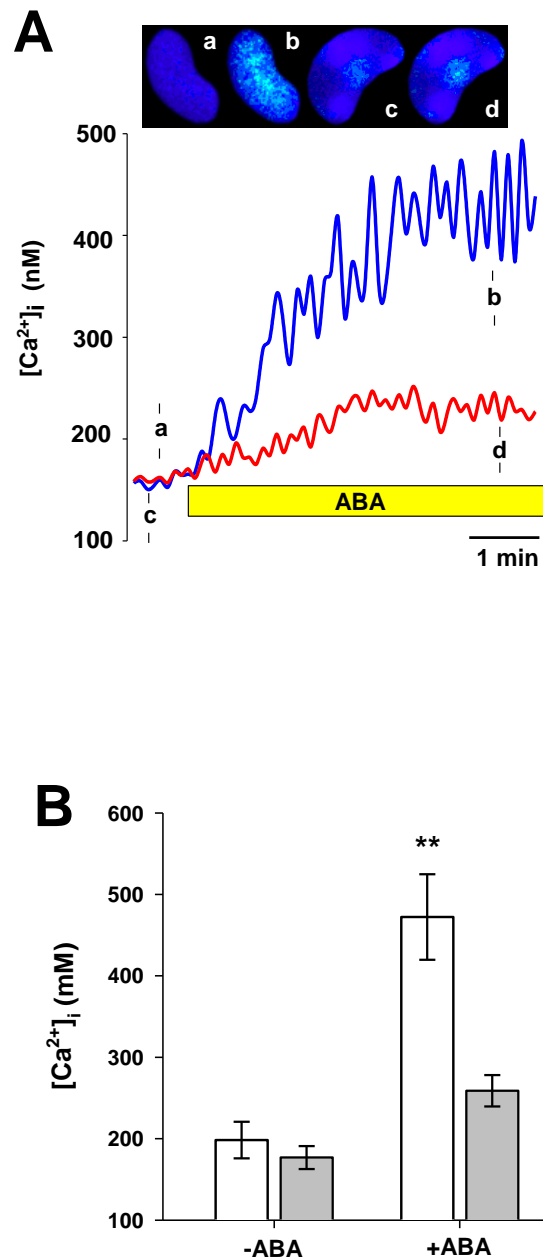 A
a b c d
500
400
300
200
100
[Ca²⁺]i (nM)
a
b
c
d
ABA
1 min
B
600
500
400
300
200
100
[Ca²⁺]i (mM)
**
-ABA +ABA